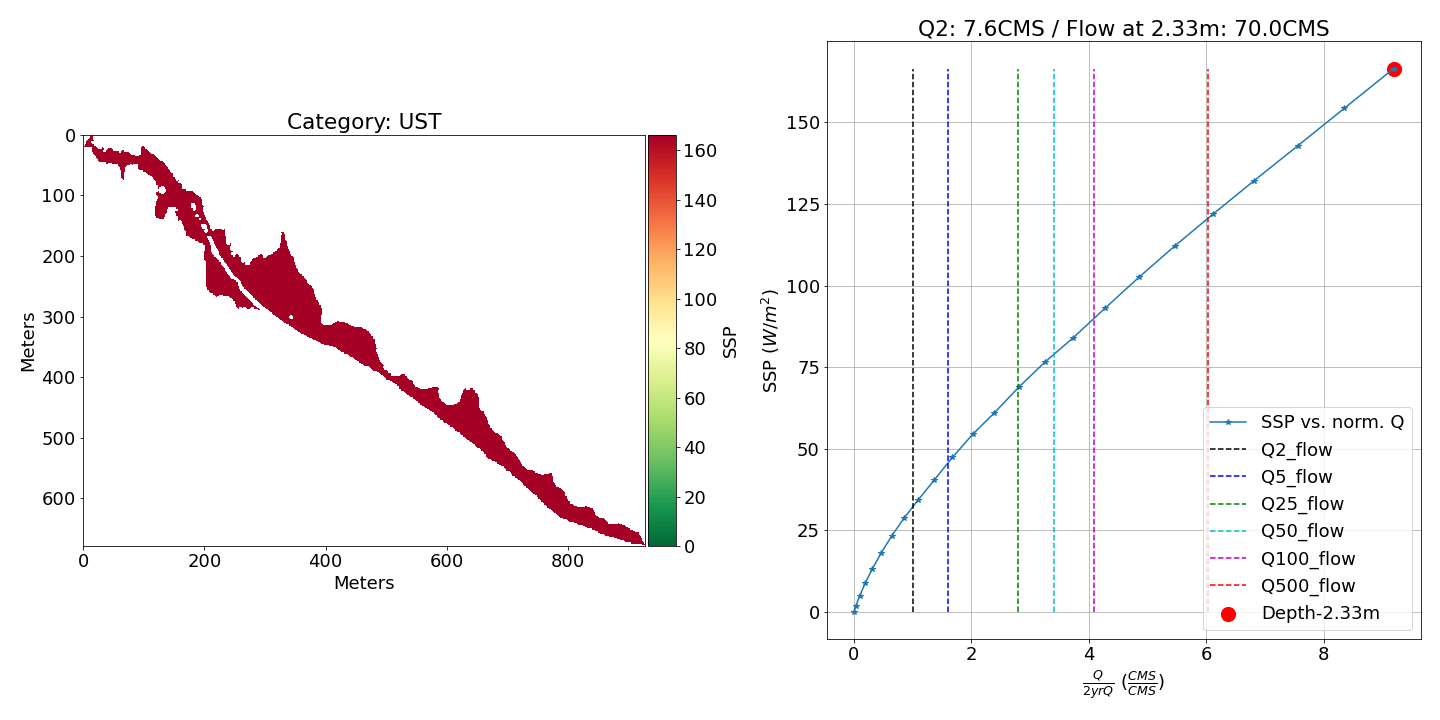 Category: UST
0
100
200
300
400
500
600
Meters
0
200
400
600
800
Meters
160
140
120
100
80
60
40
20
0
SSP
Q2: 7.6CMS / Flow at 2.33m: 70.0CMS
150
125
100
75
50
25
0
SSP (W/m²)
0
2
4
6
8
Q/2yrQ (CMS/CMS)
SSP vs. norm. Q
Q2_flow
Q5_flow
Q25_flow
Q50_flow
Q100_flow
Q500_flow
Depth-2.33m